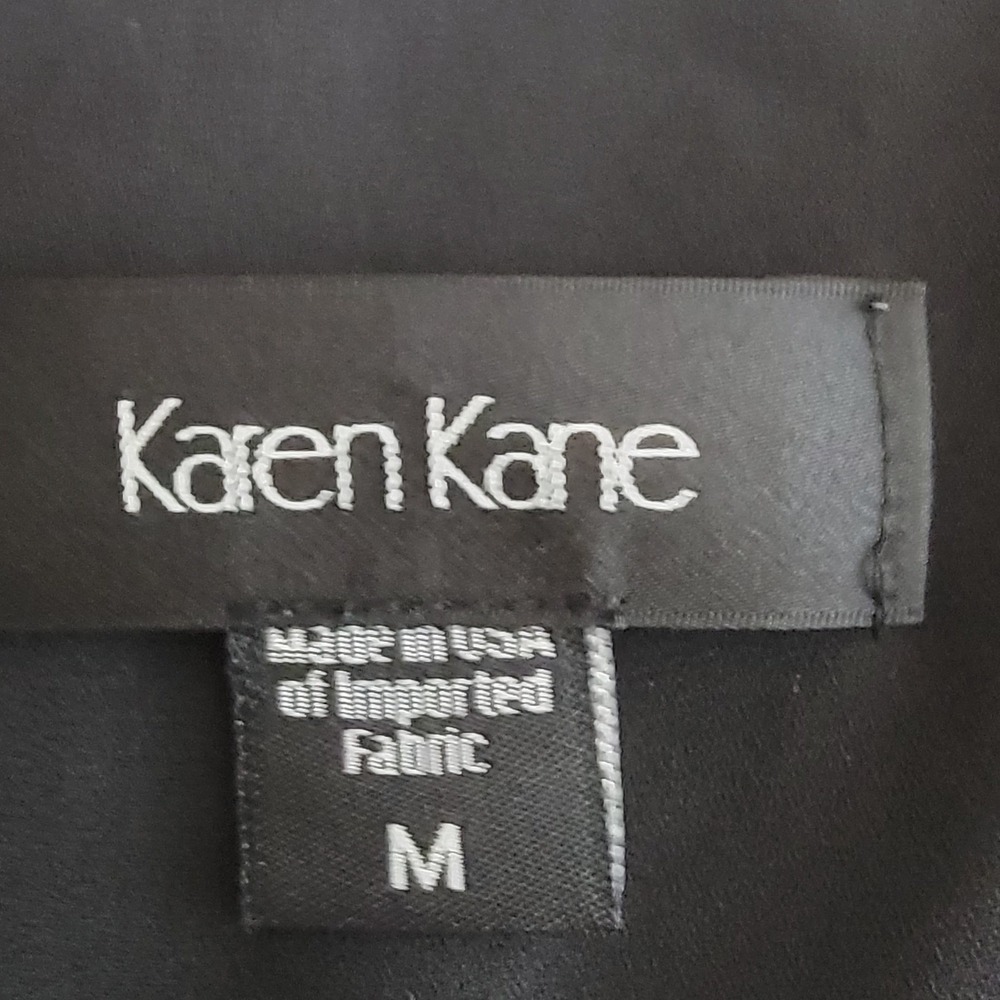 Karen Kane
Made in USA
of Imported
Fabric
M